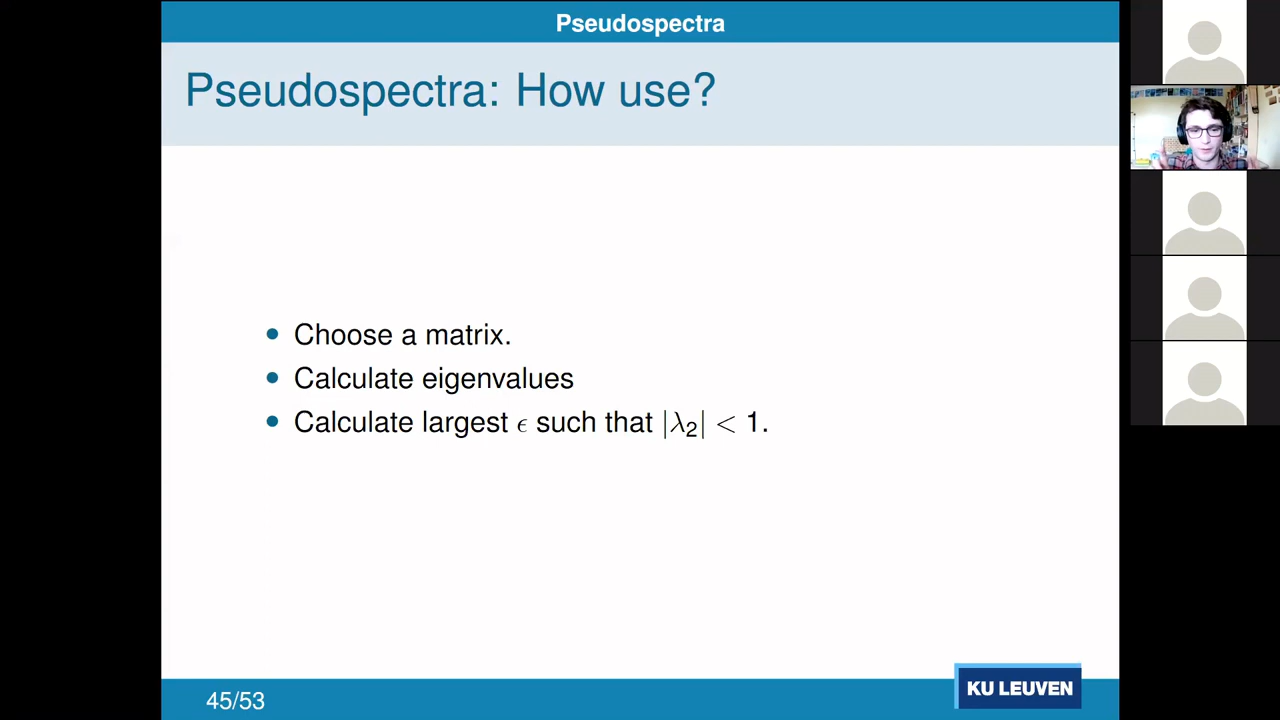 Pseudospectra
Pseudospectra: How use?
• Choose a matrix.
• Calculate eigenvalues
• Calculate largest ϵ such that |λ₂| < 1.
45/53
KU LEUVEN